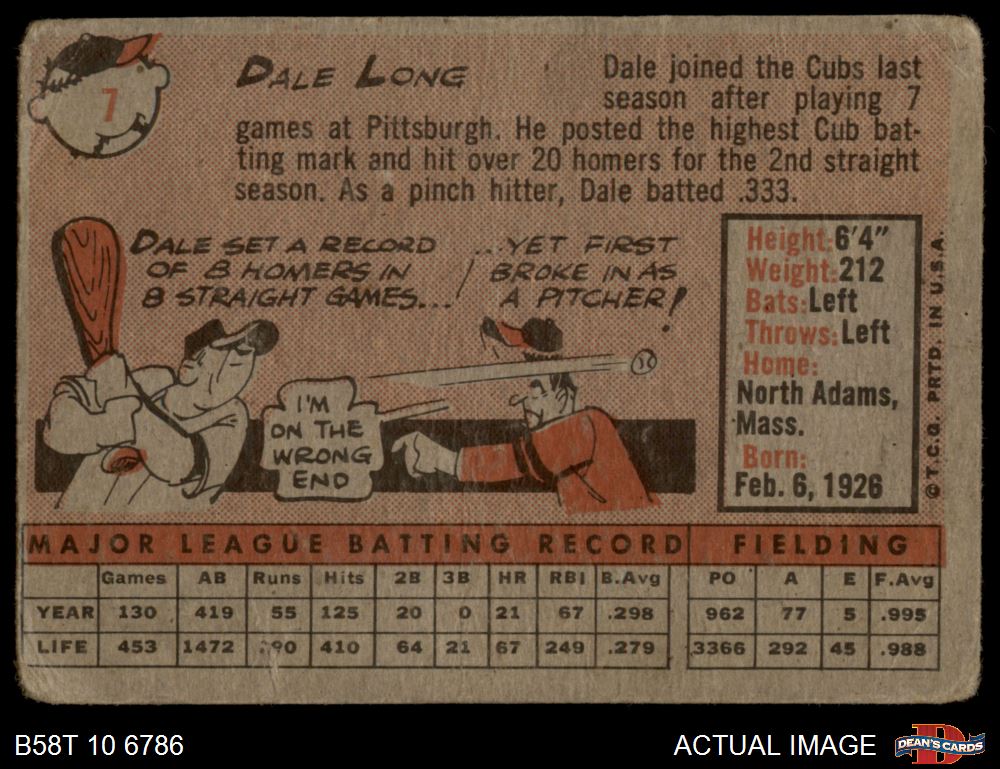 7
DALE LONG
Dale joined the Cubs last
season after playing 7
games at Pittsburgh. He posted the highest Cub bat-
ting mark and hit over 20 homers for the 2nd straight
season. As a pinch hitter, Dale batted .333.
DALE SET A RECORD
OF 8 HOMERS IN
8 STRAIGHT GAMES...
...YET FIRST
BROKE IN AS
A PITCHER!
I'M
ON THE
WRONG
END
Height: 6'4"
Weight: 212
Bats: Left
Throws: Left
Home:
North Adams,
Mass.
Born:
Feb. 6, 1926
© T.C.G. PRTD. IN U.S.A.
MAJOR LEAGUE BATTING RECORD FIELDING
Games AB Runs Hits 2B 3B HR RBI B.Avg PO A E F.Avg
YEAR 130 419 55 125 20 0 21 67 .298 962 77 5 .995
LIFE 453 1472 410 64 21 67 249 .279 3366 292 45 .988
B58T 10 6786
ACTUAL IMAGE
D
DEAN'S CARDS